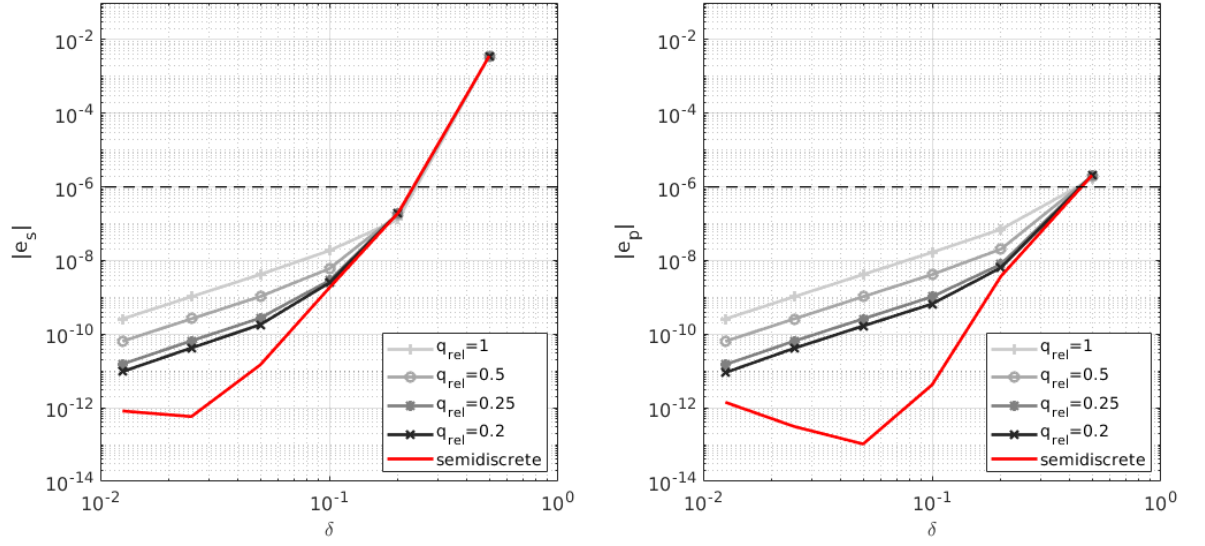 10^-2
10^-4
10^-6
10^-8
10^-10
10^-12
10^-14
|e_s|
10^-2
10^-1
10^0
δ
q_rel=1
q_rel=0.5
q_rel=0.25
q_rel=0.2
semidiscrete
10^-2
10^-4
10^-6
10^-8
10^-10
10^-12
10^-14
|e_p|
10^-2
10^-1
10^0
δ
q_rel=1
q_rel=0.5
q_rel=0.25
q_rel=0.2
semidiscrete